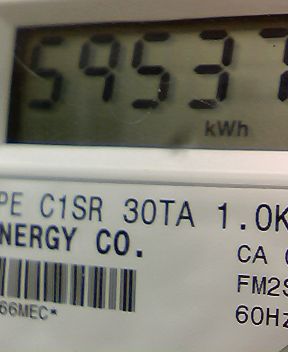 59537
kWh
PE C1SR 30TA 1.0K
NERGY CO.
CA
FM2S
66MEC*
60Hz